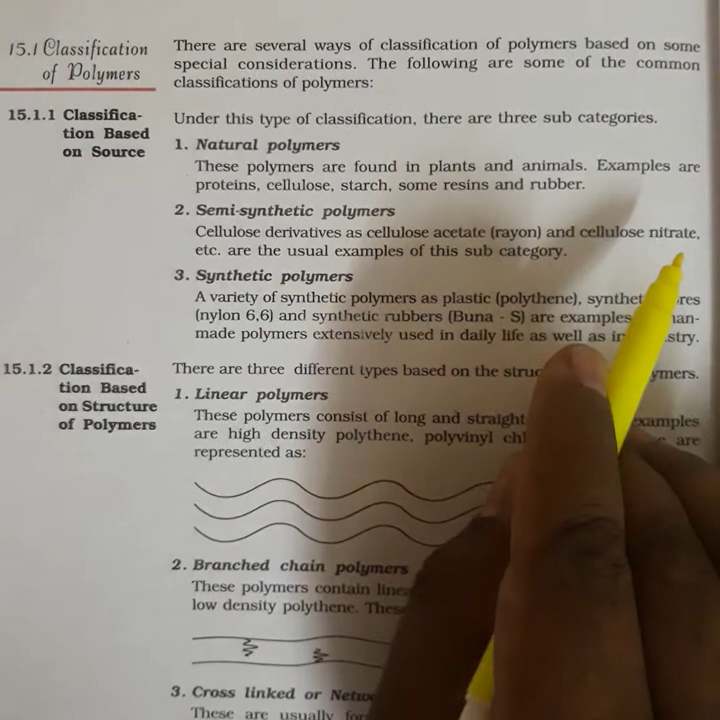 15.1 Classification
of Polymers
There are several ways of classification of polymers based on some
special considerations. The following are some of the common
classifications of polymers:
15.1.1 Classifica-
tion Based
on Source
Under this type of classification, there are three sub categories.
1. Natural polymers
These polymers are found in plants and animals. Examples are
proteins, cellulose, starch, some resins and rubber.
2. Semi-synthetic polymers
Cellulose derivatives as cellulose acetate (rayon) and cellulose nitrate,
etc. are the usual examples of this sub category.
3. Synthetic polymers
A variety of synthetic polymers as plastic (polythene),
(nylon 6,6) and synthetic rubbers (Buna - S) are examples
made polymers extensively used in daily life as well as
15.1.2 Classifica-
tion Based
on Structure
of Polymers
There are three different types based on the
1. Linear polymers
These polymers consist of long and straight examples
are high density polythene, polyvinyl are
represented as:
2. Branched chain polymers
These polymers contain
low density polythene.
3. Cross linked or
These are usually